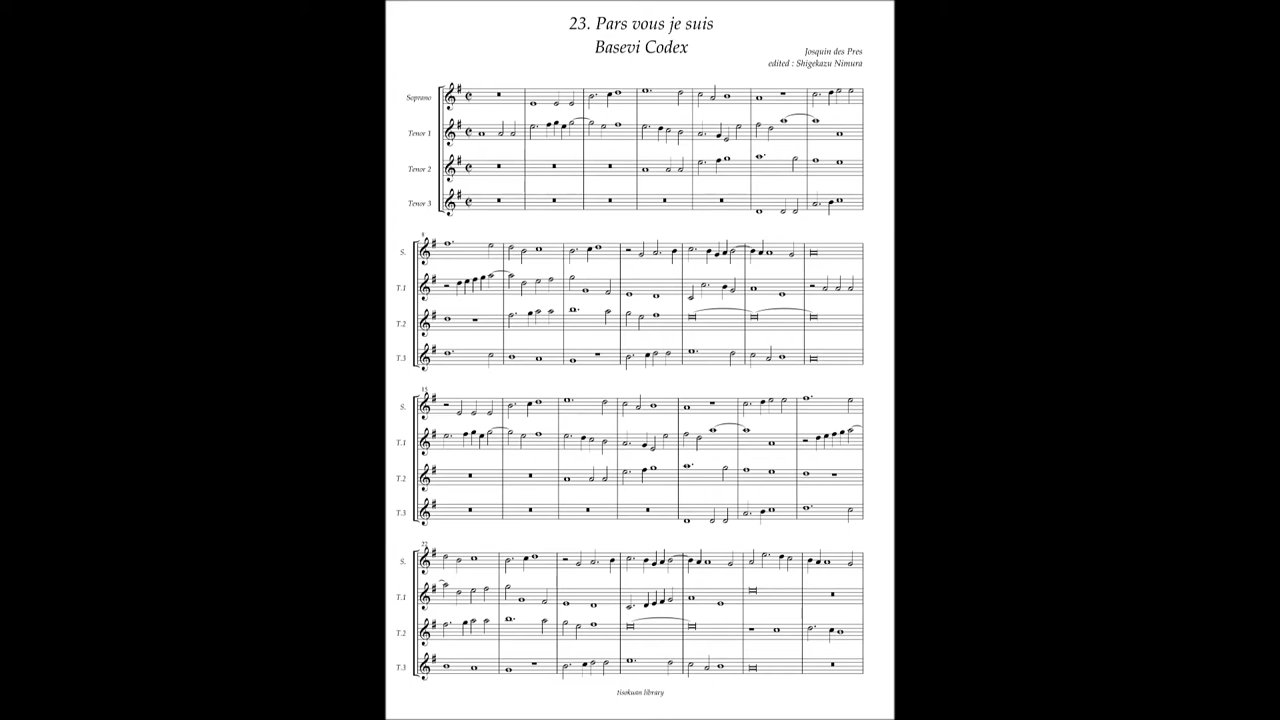 23. Pars vous je suis
Basevi Codex
Josquin des Pres
edited : Shigekazu Nimura
Soprano
Tenor 1
Tenor 2
Tenor 3
8
S.
T.1
T.2
T.3
15
S.
T.1
T.2
T.3
22
S.
T.1
T.2
T.3
tisokuan library